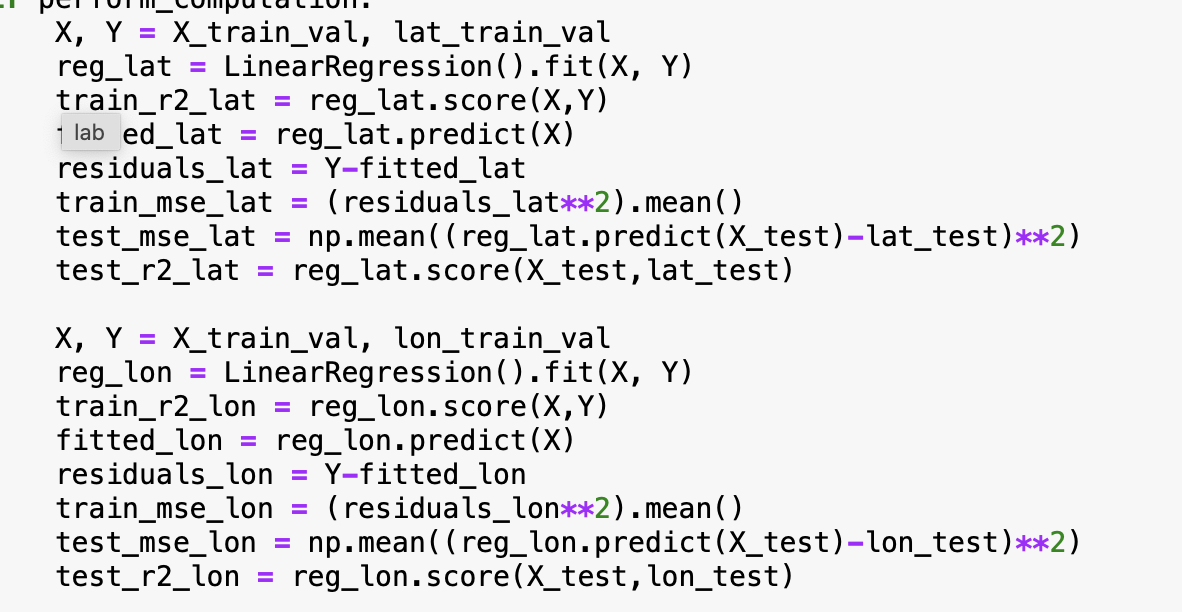 perform_computation:
X, Y = X_train_val, lat_train_val
reg_lat = LinearRegression().fit(X, Y)
train_r2_lat = reg_lat.score(X,Y)
lab ed_lat = reg_lat.predict(X)
residuals_lat = Y-fitted_lat
train_mse_lat = (residuals_lat**2).mean()
test_mse_lat = np.mean((reg_lat.predict(X_test)-lat_test)**2)
test_r2_lat = reg_lat.score(X_test,lat_test)
X, Y = X_train_val, lon_train_val
reg_lon = LinearRegression().fit(X, Y)
train_r2_lon = reg_lon.score(X,Y)
fitted_lon = reg_lon.predict(X)
residuals_lon = Y-fitted_lon
train_mse_lon = (residuals_lon**2).mean()
test_mse_lon = np.mean((reg_lon.predict(X_test)-lon_test)**2)
test_r2_lon = reg_lon.score(X_test,lon_test)